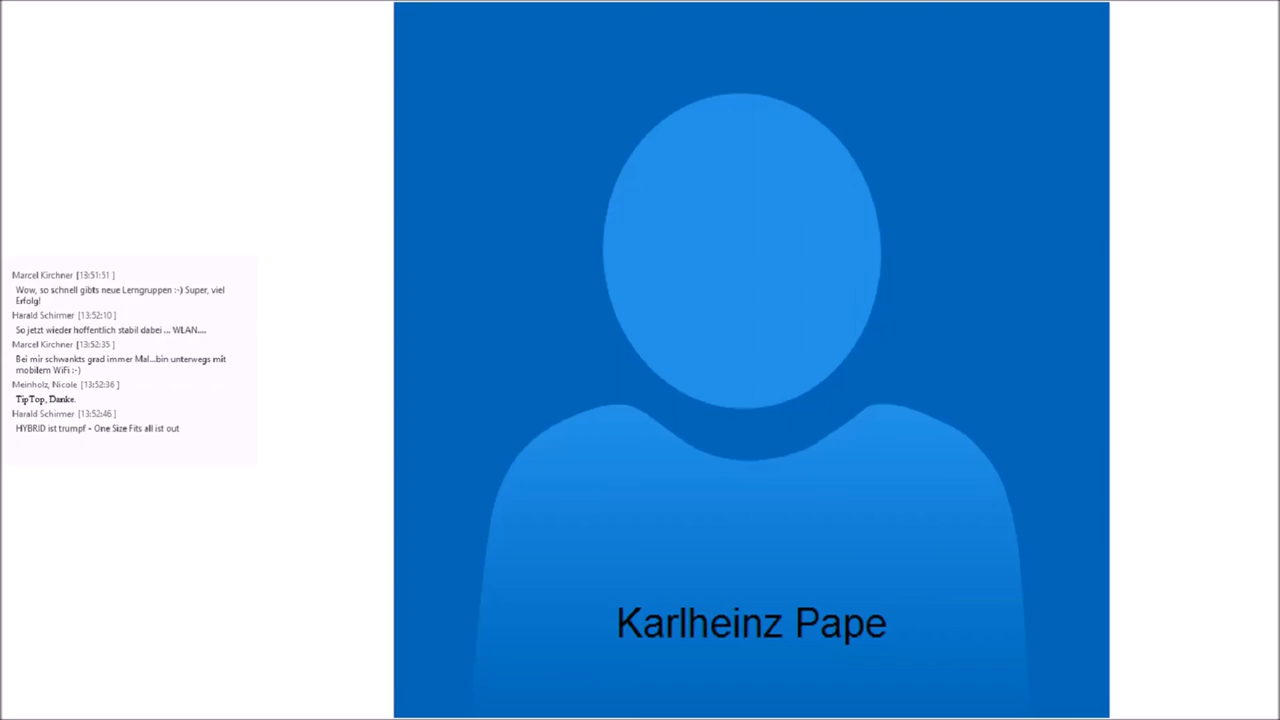 Marcel Kirchner [13:51:51 ]
Wow, so schnell gibts neue Lerngruppen :-) Super, viel
Erfolg!
Harald Schirmer [13:52:10 ]
So jetzt wieder hoffentlich stabil dabei ... WLAN....
Marcel Kirchner [13:52:35 ]
Bei mir schwankts grad immer Mal...bin unterwegs mit
mobilem WiFi :-)
Meinholz, Nicole [13:52:36 ]
TipTop, Danke.
Harald Schirmer [13:52:46 ]
HYBRID ist trumpf - One Size Fits all ist out
Karlheinz Pape